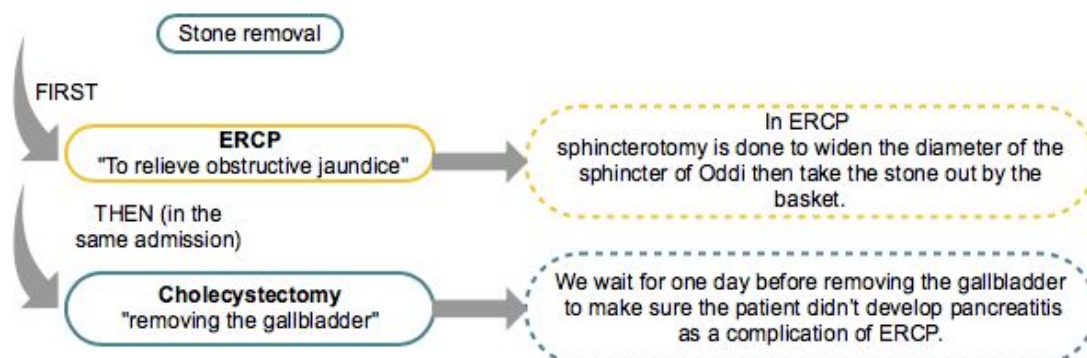 Stone removal
FIRST
ERCP
"To relieve obstructive jaundice"
In ERCP
sphincterotomy is done to widen the diameter of the
sphincter of Oddi then take the stone out by the
basket.
THEN (in the
same admission)
Cholecystectomy
"removing the gallbladder"
We wait for one day before removing the gallbladder
to make sure the patient didn't develop pancreatitis
as a complication of ERCP.